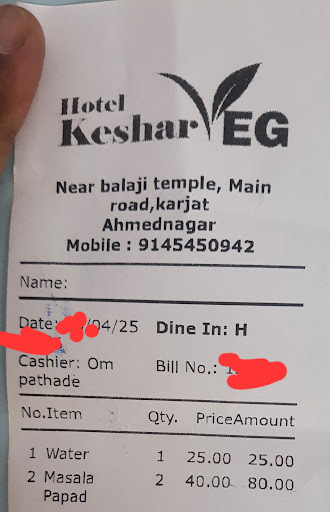 Hotel
Keshar VEG
Near balaji temple, Main
road,karjat
Ahmednagar
Mobile : 9145450942
Name:
Date: /04/25 Dine In: H
Cashier: Om pathade Bill No.:
No.Item Qty. PriceAmount
1 Water 1 25.00 25.00
2 Masala Papad 2 40.00 80.00